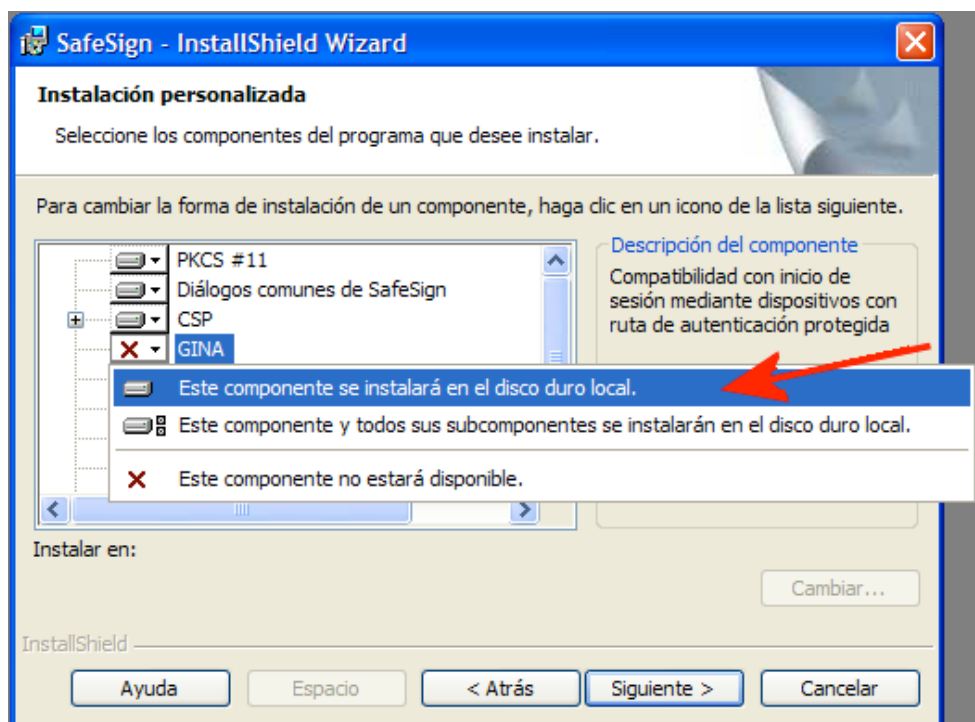 SafeSign - InstallShield Wizard
Instalación personalizada
Seleccione los componentes del programa que desee instalar.
Para cambiar la forma de instalación de un componente, haga clic en un icono de la lista siguiente.
PKCS #11
Diálogos comunes de SafeSign
CSP
GINA
Descripción del componente
Compatibilidad con inicio de
sesión mediante dispositivos con
ruta de autenticación protegida
Este componente se instalará en el disco duro local.
Este componente y todos sus subcomponentes se instalarán en el disco duro local.
Este componente no estará disponible.
Instalar en:
Cambiar...
InstallShield
Ayuda
Espacio
< Atrás
Siguiente >
Cancelar